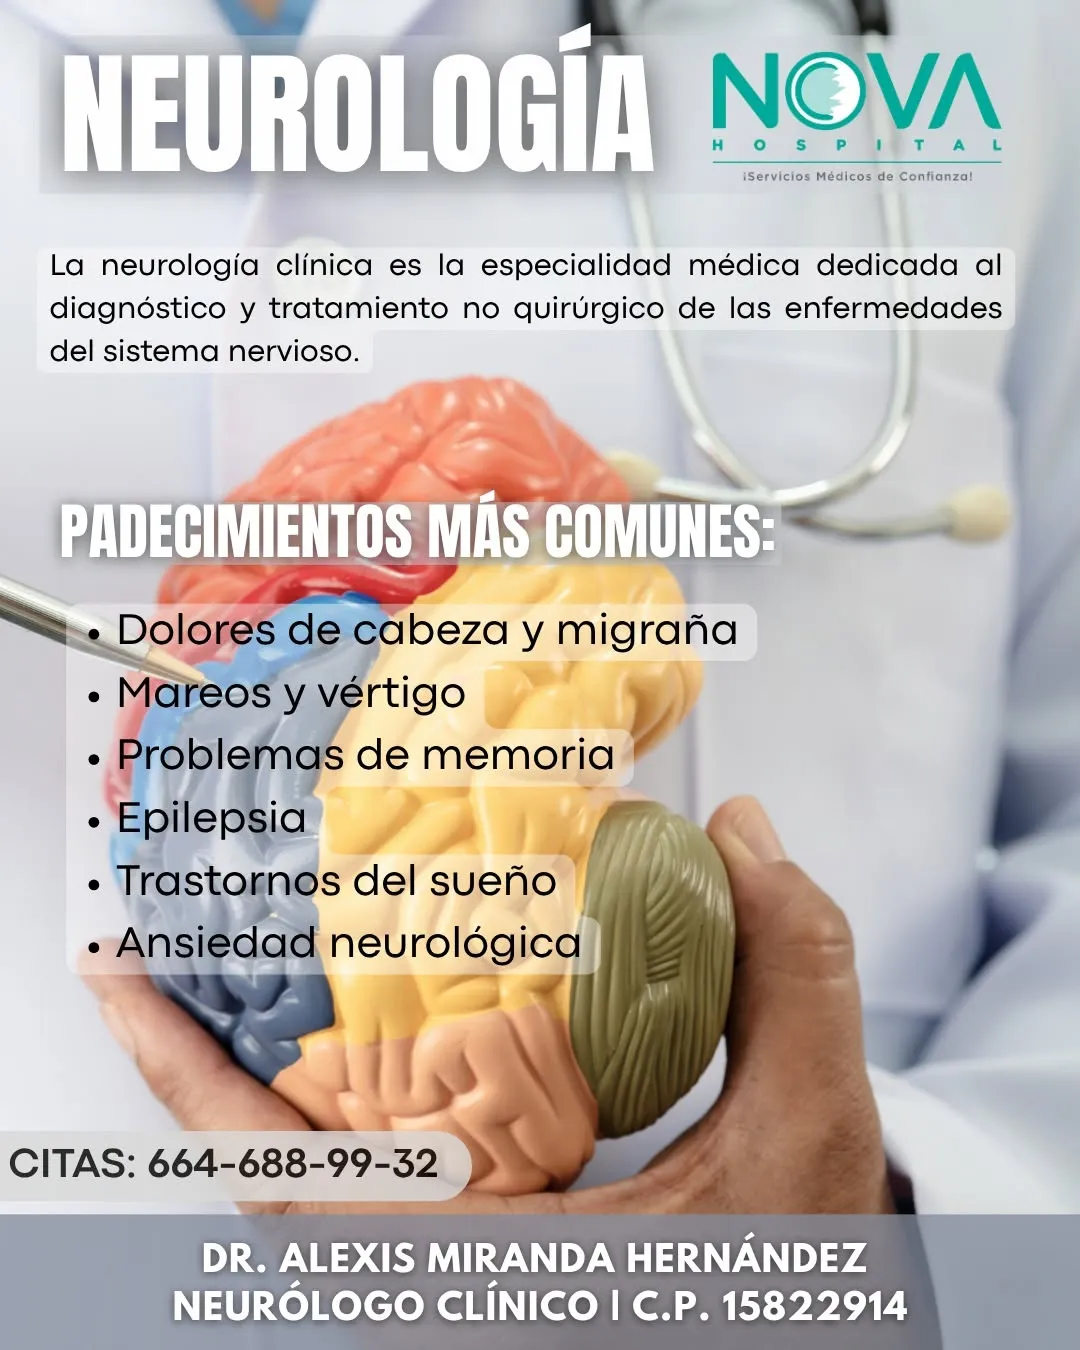 NEUROLOGÍA
NOVA
HOSPITAL
¡Servicios Médicos de Confianza!
La neurología clínica es la especialidad médica dedicada al
diagnóstico y tratamiento no quirúrgico de las enfermedades
del sistema nervioso.
PADECIMIENTOS MÁS COMUNES:
• Dolores de cabeza y migraña
• Mareos y vértigo
• Problemas de memoria
• Epilepsia
• Trastornos del sueño
• Ansiedad neurológica
CITAS: 664-688-99-32
DR. ALEXIS MIRANDA HERNÁNDEZ
NEURÓLOGO CLÍNICO | C.P. 15822914